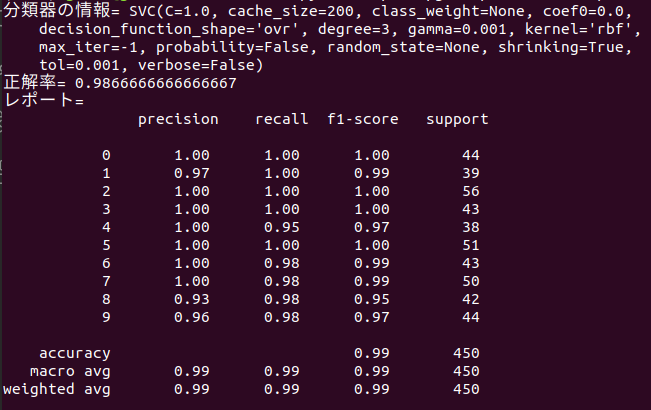 分類器の情報= SVC(C=1.0, cache_size=200, class_weight=None, coef0=0.0,
decision_function_shape='ovr', degree=3, gamma=0.001, kernel='rbf',
max_iter=-1, probability=False, random_state=None, shrinking=True,
tol=0.001, verbose=False)
正解率= 0.9866666666666667
レポート=
precision recall f1-score support
0 1.00 1.00 1.00 44
1 0.97 1.00 0.99 39
2 1.00 1.00 1.00 56
3 1.00 1.00 1.00 43
4 1.00 0.95 0.97 38
5 1.00 1.00 1.00 51
6 1.00 0.98 0.99 43
7 1.00 0.98 0.99 50
8 0.93 0.98 0.95 42
9 0.96 0.98 0.97 44
accuracy 0.99 450
macro avg 0.99 0.99 0.99 450
weighted avg 0.99 0.99 0.99 450